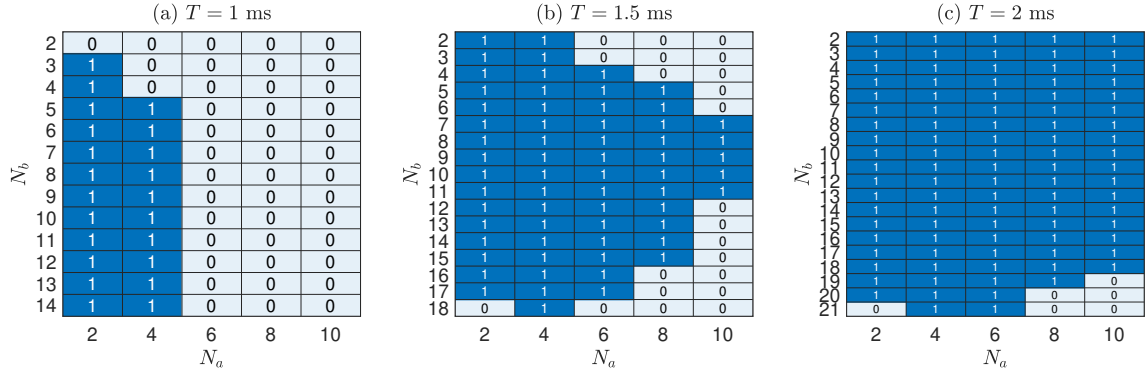 (a) T = 1 ms
N_b
2 0 0 0 0 0
3 1 0 0 0 0
4 1 0 0 0 0
5 1 1 0 0 0
6 1 1 0 0 0
7 1 1 0 0 0
8 1 1 0 0 0
9 1 1 0 0 0
10 1 1 0 0 0
11 1 1 0 0 0
12 1 1 0 0 0
13 1 1 0 0 0
14 1 1 0 0 0
2 4 6 8 10
N_a
(b) T = 1.5 ms
N_b
2 1 1 0 0 0
3 1 1 0 0 0
4 1 1 1 0 0
5 1 1 1 1 0
6 1 1 1 1 0
7 1 1 1 1 1
8 1 1 1 1 1
9 1 1 1 1 1
10 1 1 1 1 1
11 1 1 1 1 1
12 1 1 1 1 0
13 1 1 1 1 0
14 1 1 1 1 0
15 1 1 1 1 0
16 1 1 1 0 0
17 1 1 1 0 0
18 0 1 0 0 0
2 4 6 8 10
N_a
(c) T = 2 ms
N_b
2 1 1 1 1 1
3 1 1 1 1 1
4 1 1 1 1 1
5 1 1 1 1 1
6 1 1 1 1 1
7 1 1 1 1 1
8 1 1 1 1 1
9 1 1 1 1 1
10 1 1 1 1 1
11 1 1 1 1 1
12 1 1 1 1 1
13 1 1 1 1 1
14 1 1 1 1 1
15 1 1 1 1 1
16 1 1 1 1 1
17 1 1 1 1 1
18 1 1 1 1 1
19 1 1 1 1 0
20 1 1 1 0 0
21 0 1 1 0 0
2 4 6 8 10
N_a